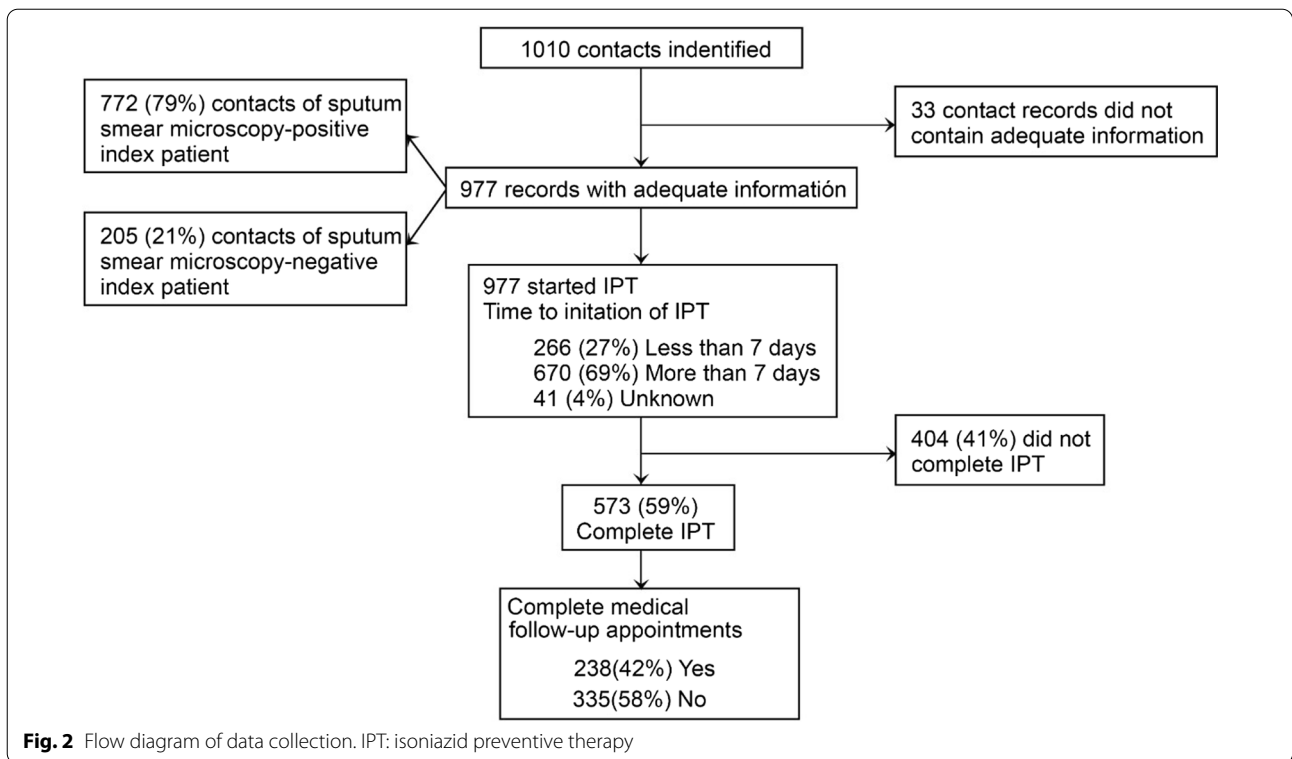 1010 contacts indentified
772 (79%) contacts of sputum
smear microscopy-positive
index patient
33 contact records did not
contain adequate information
977 records with adequate informatión
205 (21%) contacts of sputum
smear microscopy-negative
index patient
977 started IPT
Time to initation of IPT
266 (27%) Less than 7 days
670 (69%) More than 7 days
41 (4%) Unknown
404 (41%) did not
complete IPT
573 (59%)
Complete IPT
Complete medical
follow-up appointments
238(42%) Yes
335(58%) No
Fig. 2 Flow diagram of data collection. IPT: isoniazid preventive therapy